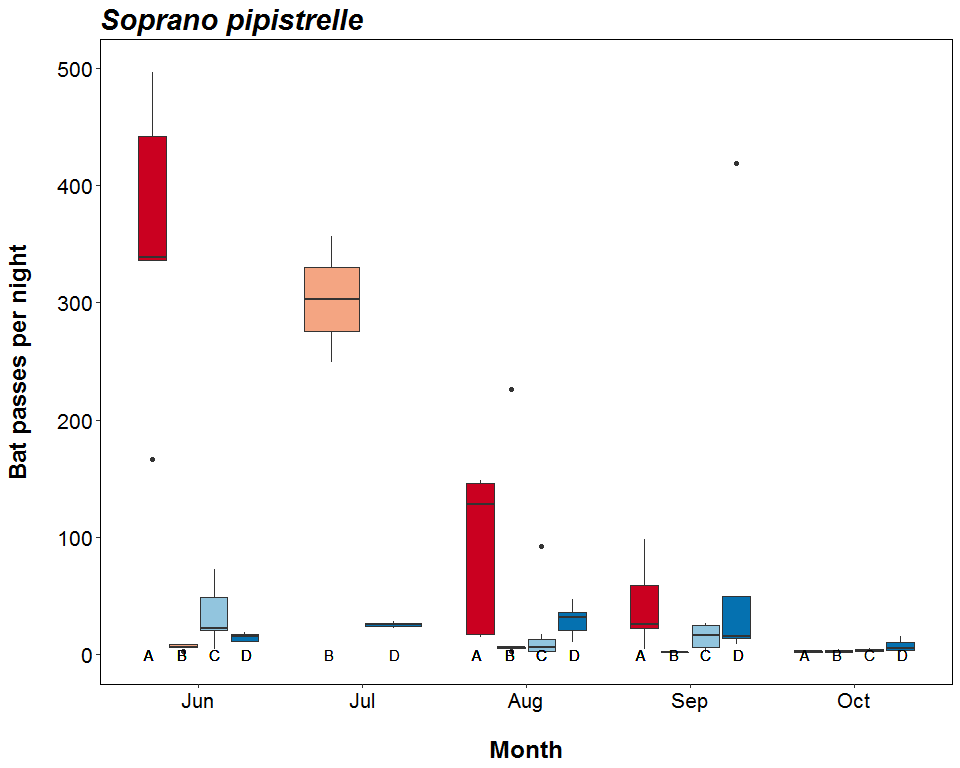 Soprano pipistrelle
Bat passes per night
500
400
300
200
100
0
A B C D B D A B C D A B C D A B C D
Jun Jul Aug Sep Oct
Month